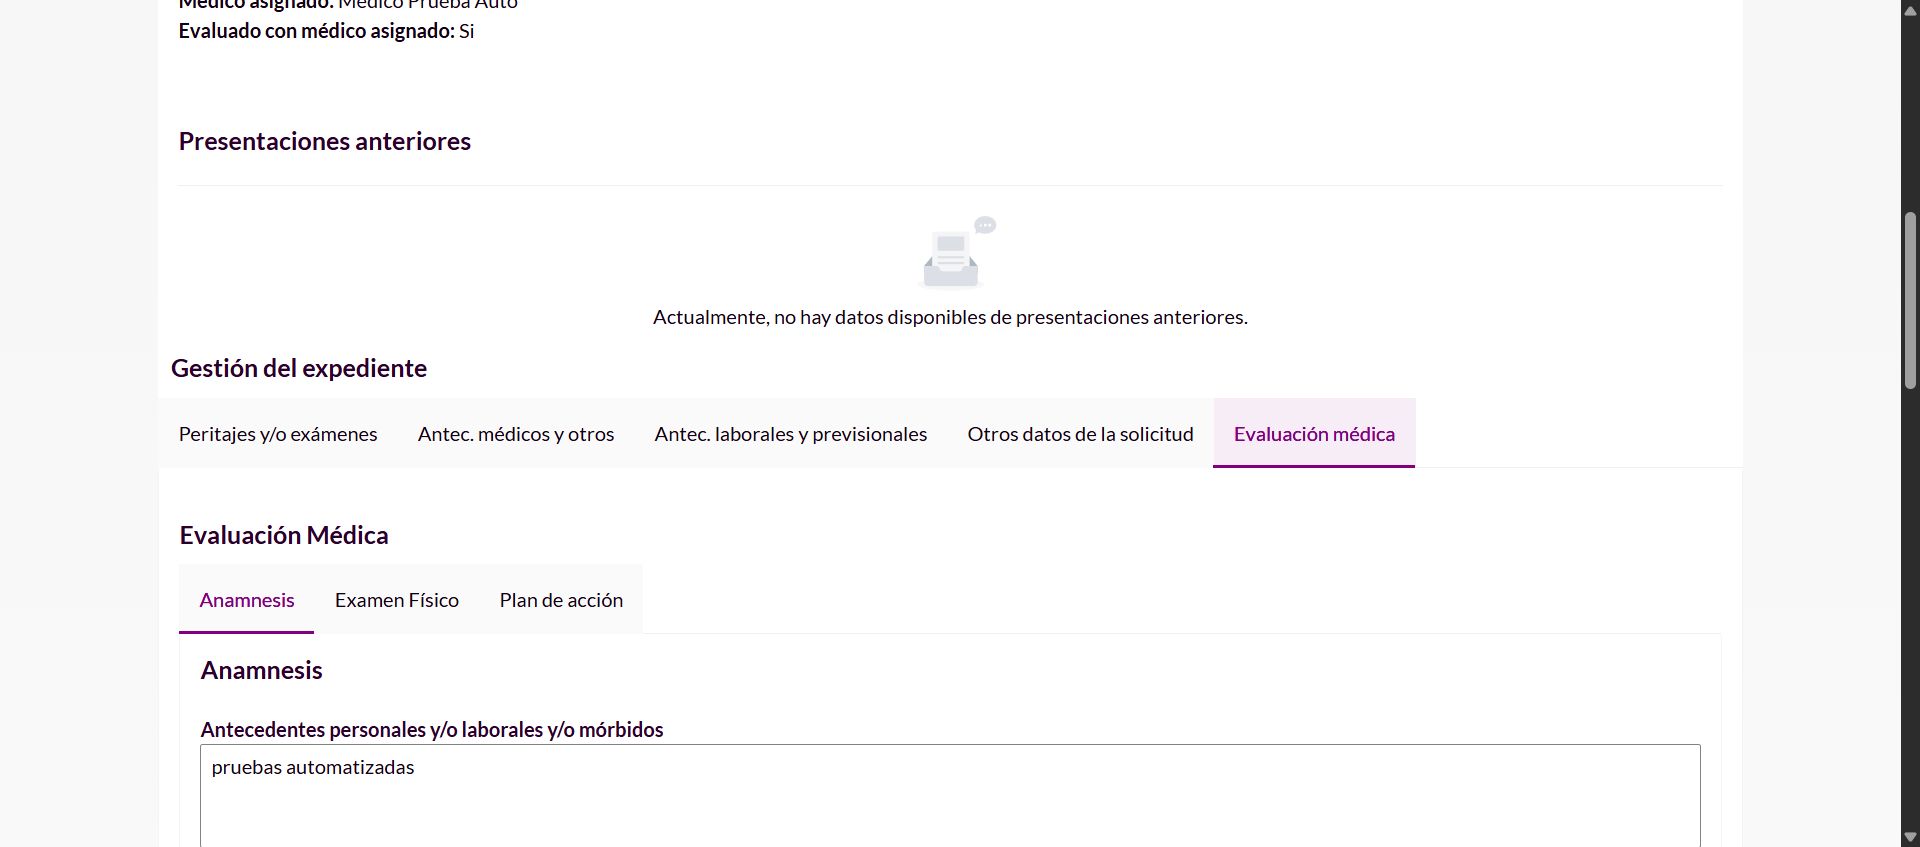 Médico asignado: Médico Prueba Auto
Evaluado con médico asignado: Si
Presentaciones anteriores
Actualmente, no hay datos disponibles de presentaciones anteriores.
Gestión del expediente
Peritajes y/o exámenes Antec. médicos y otros Antec. laborales y previsionales Otros datos de la solicitud Evaluación médica
Evaluación Médica
Anamnesis Examen Físico Plan de acción
Anamnesis
Antecedentes personales y/o laborales y/o mórbidos
pruebas automatizadas